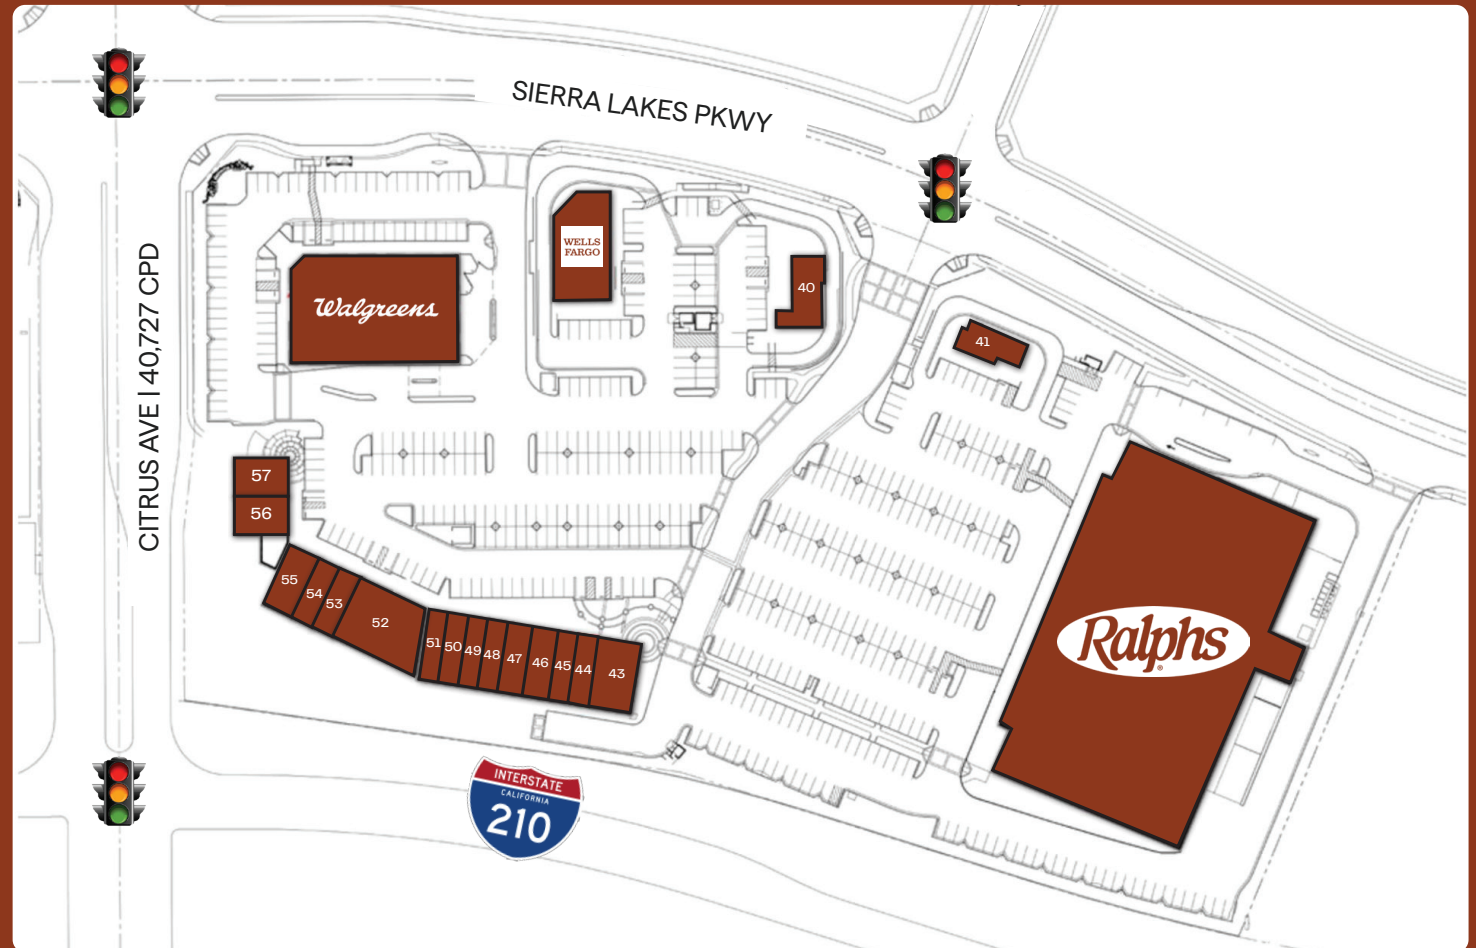 SIERRA LAKES PKWY
CITRUS AVE | 40,727 CPD
WELLS
FARGO
Walgreens
40
41
57
56
55
54
53
52
51
50
49
48
47
46
45
44
43
Ralphs
INTERSTATE
CALIFORNIA
210